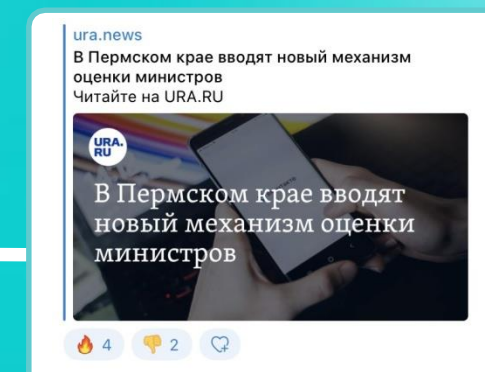 ura.news
В Пермском крае вводят новый механизм
оценки министров
Читайте на URA.RU
URA.
RU
В Пермском крае вводят
новый механизм оценки
министров
4
2